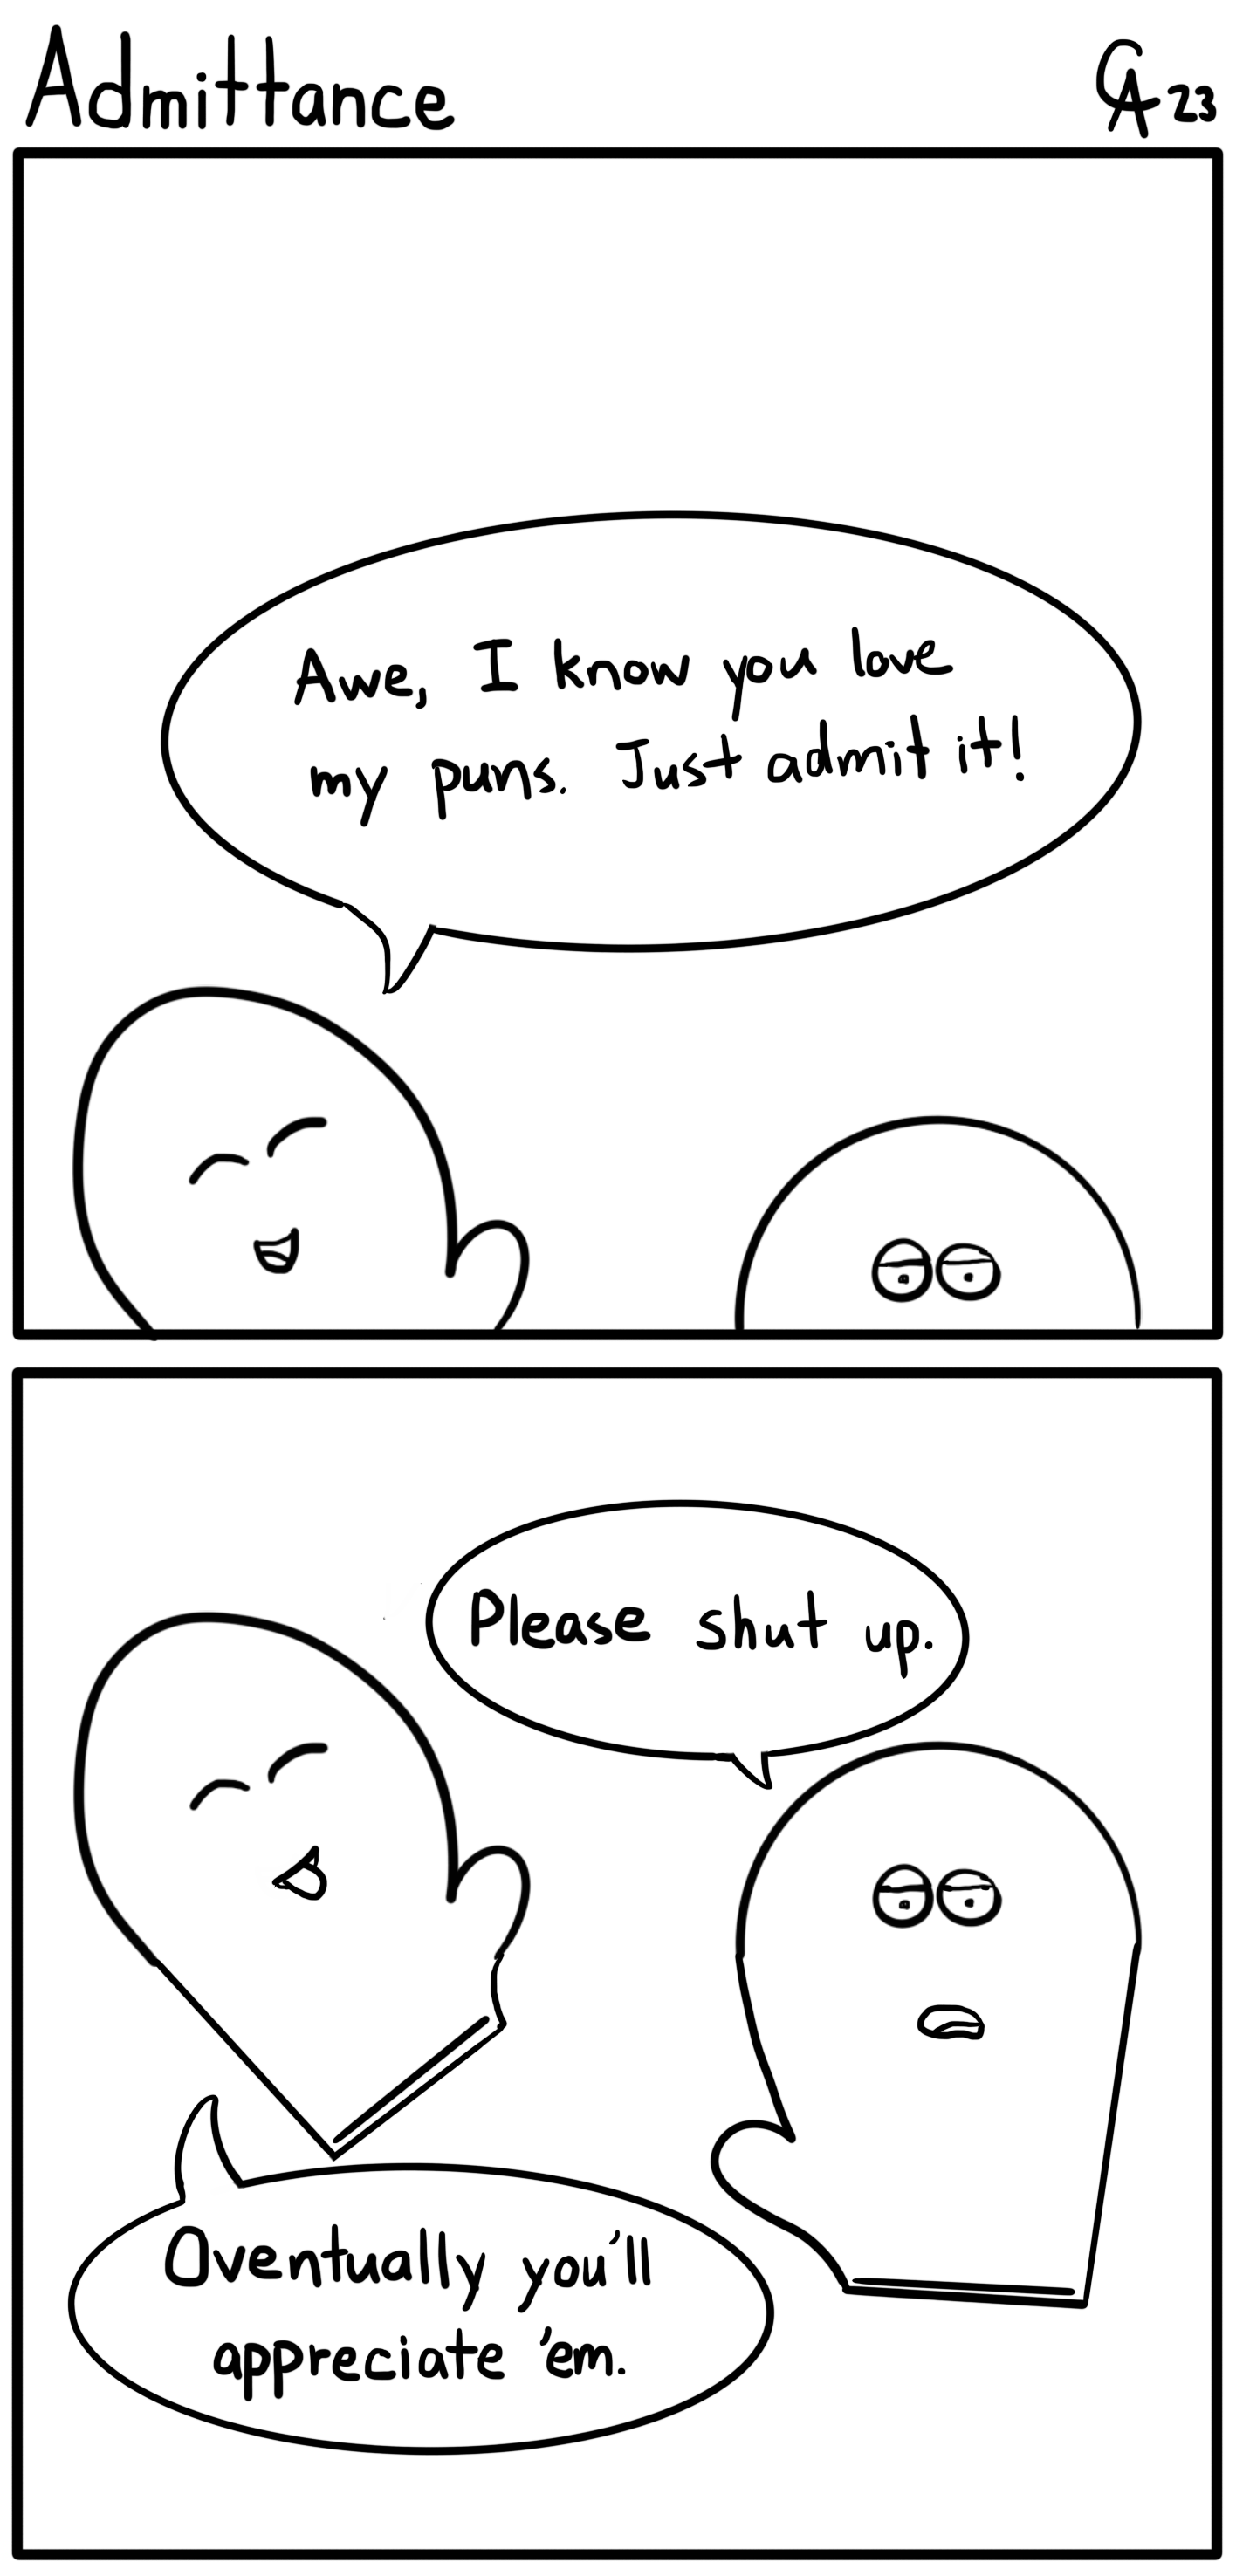 Admittance
CA 23
Awe, I know you love
my puns. Just admit it!
Please shut up.
Oventually you'll
appreciate 'em.